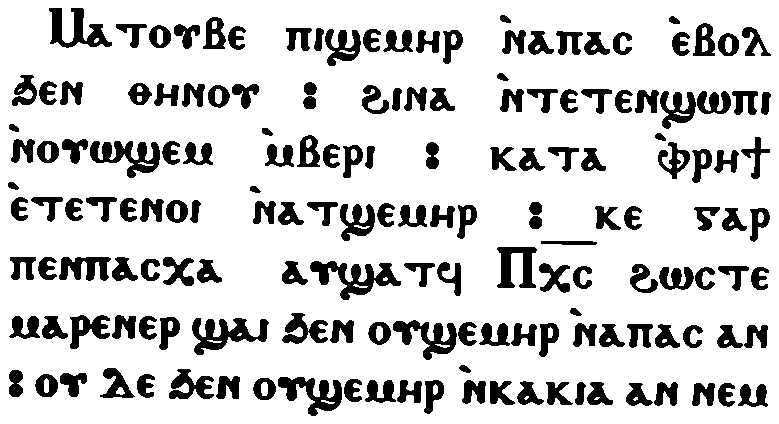 Ⲙⲁⲧⲟⲩⲃⲉ ⲡⲓϣⲉⲙⲏⲣ ⲛ̀ⲁⲡⲁⲥ ⲉ̀ⲃⲟⲗ
ϧⲉⲛ ⲑⲏⲛⲟⲩ : ϩⲓⲛⲁ ⲛ̀ⲧⲉⲧⲉⲛϣⲱⲡⲓ
ⲛ̀ⲟⲩⲱϣⲉⲙ ⲙ̀ⲃⲉⲣⲓ : ⲕⲁⲧⲁ ⲫ̀ⲣⲏϯ
ⲉ̀ⲧⲉⲧⲉⲛⲟⲓ ⲛ̀ⲁⲧϣⲉⲙⲏⲣ : ⲕⲉ ⲅⲁⲣ
ⲡⲉⲛⲡⲁⲥⲭⲁ ⲁⲩϣⲁⲧϥ Ⲡⲭ̅ⲥ̅ ϩⲱⲥⲧⲉ
ⲙⲁⲣⲉⲛⲉⲣ ϣⲁⲓ ϧⲉⲛ ⲟⲩϣⲉⲙⲏⲣ ⲛ̀ⲁⲡⲁⲥ ⲁⲛ
: ⲟⲩ ⲇⲉ ϧⲉⲛ ⲟⲩϣⲉⲙⲏⲣ ⲛ̀ⲕⲁⲕⲓⲁ ⲁⲛ ⲛⲉⲙ